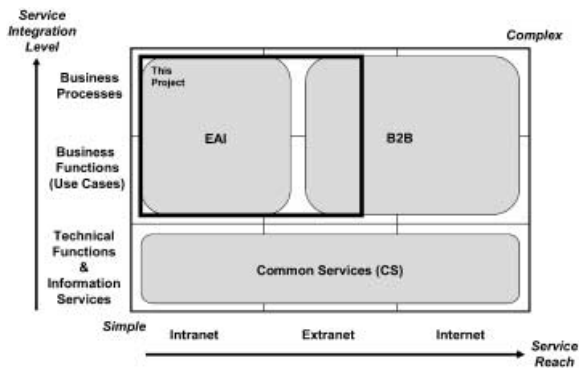 Service
Integration
Level
Complex
Business
Processes
This
Project
EAI
B2B
Business
Functions
(Use Cases)
Technical
Functions
&
Information
Services
Common Services (CS)
Simple
Intranet
Extranet
Internet
Service
Reach